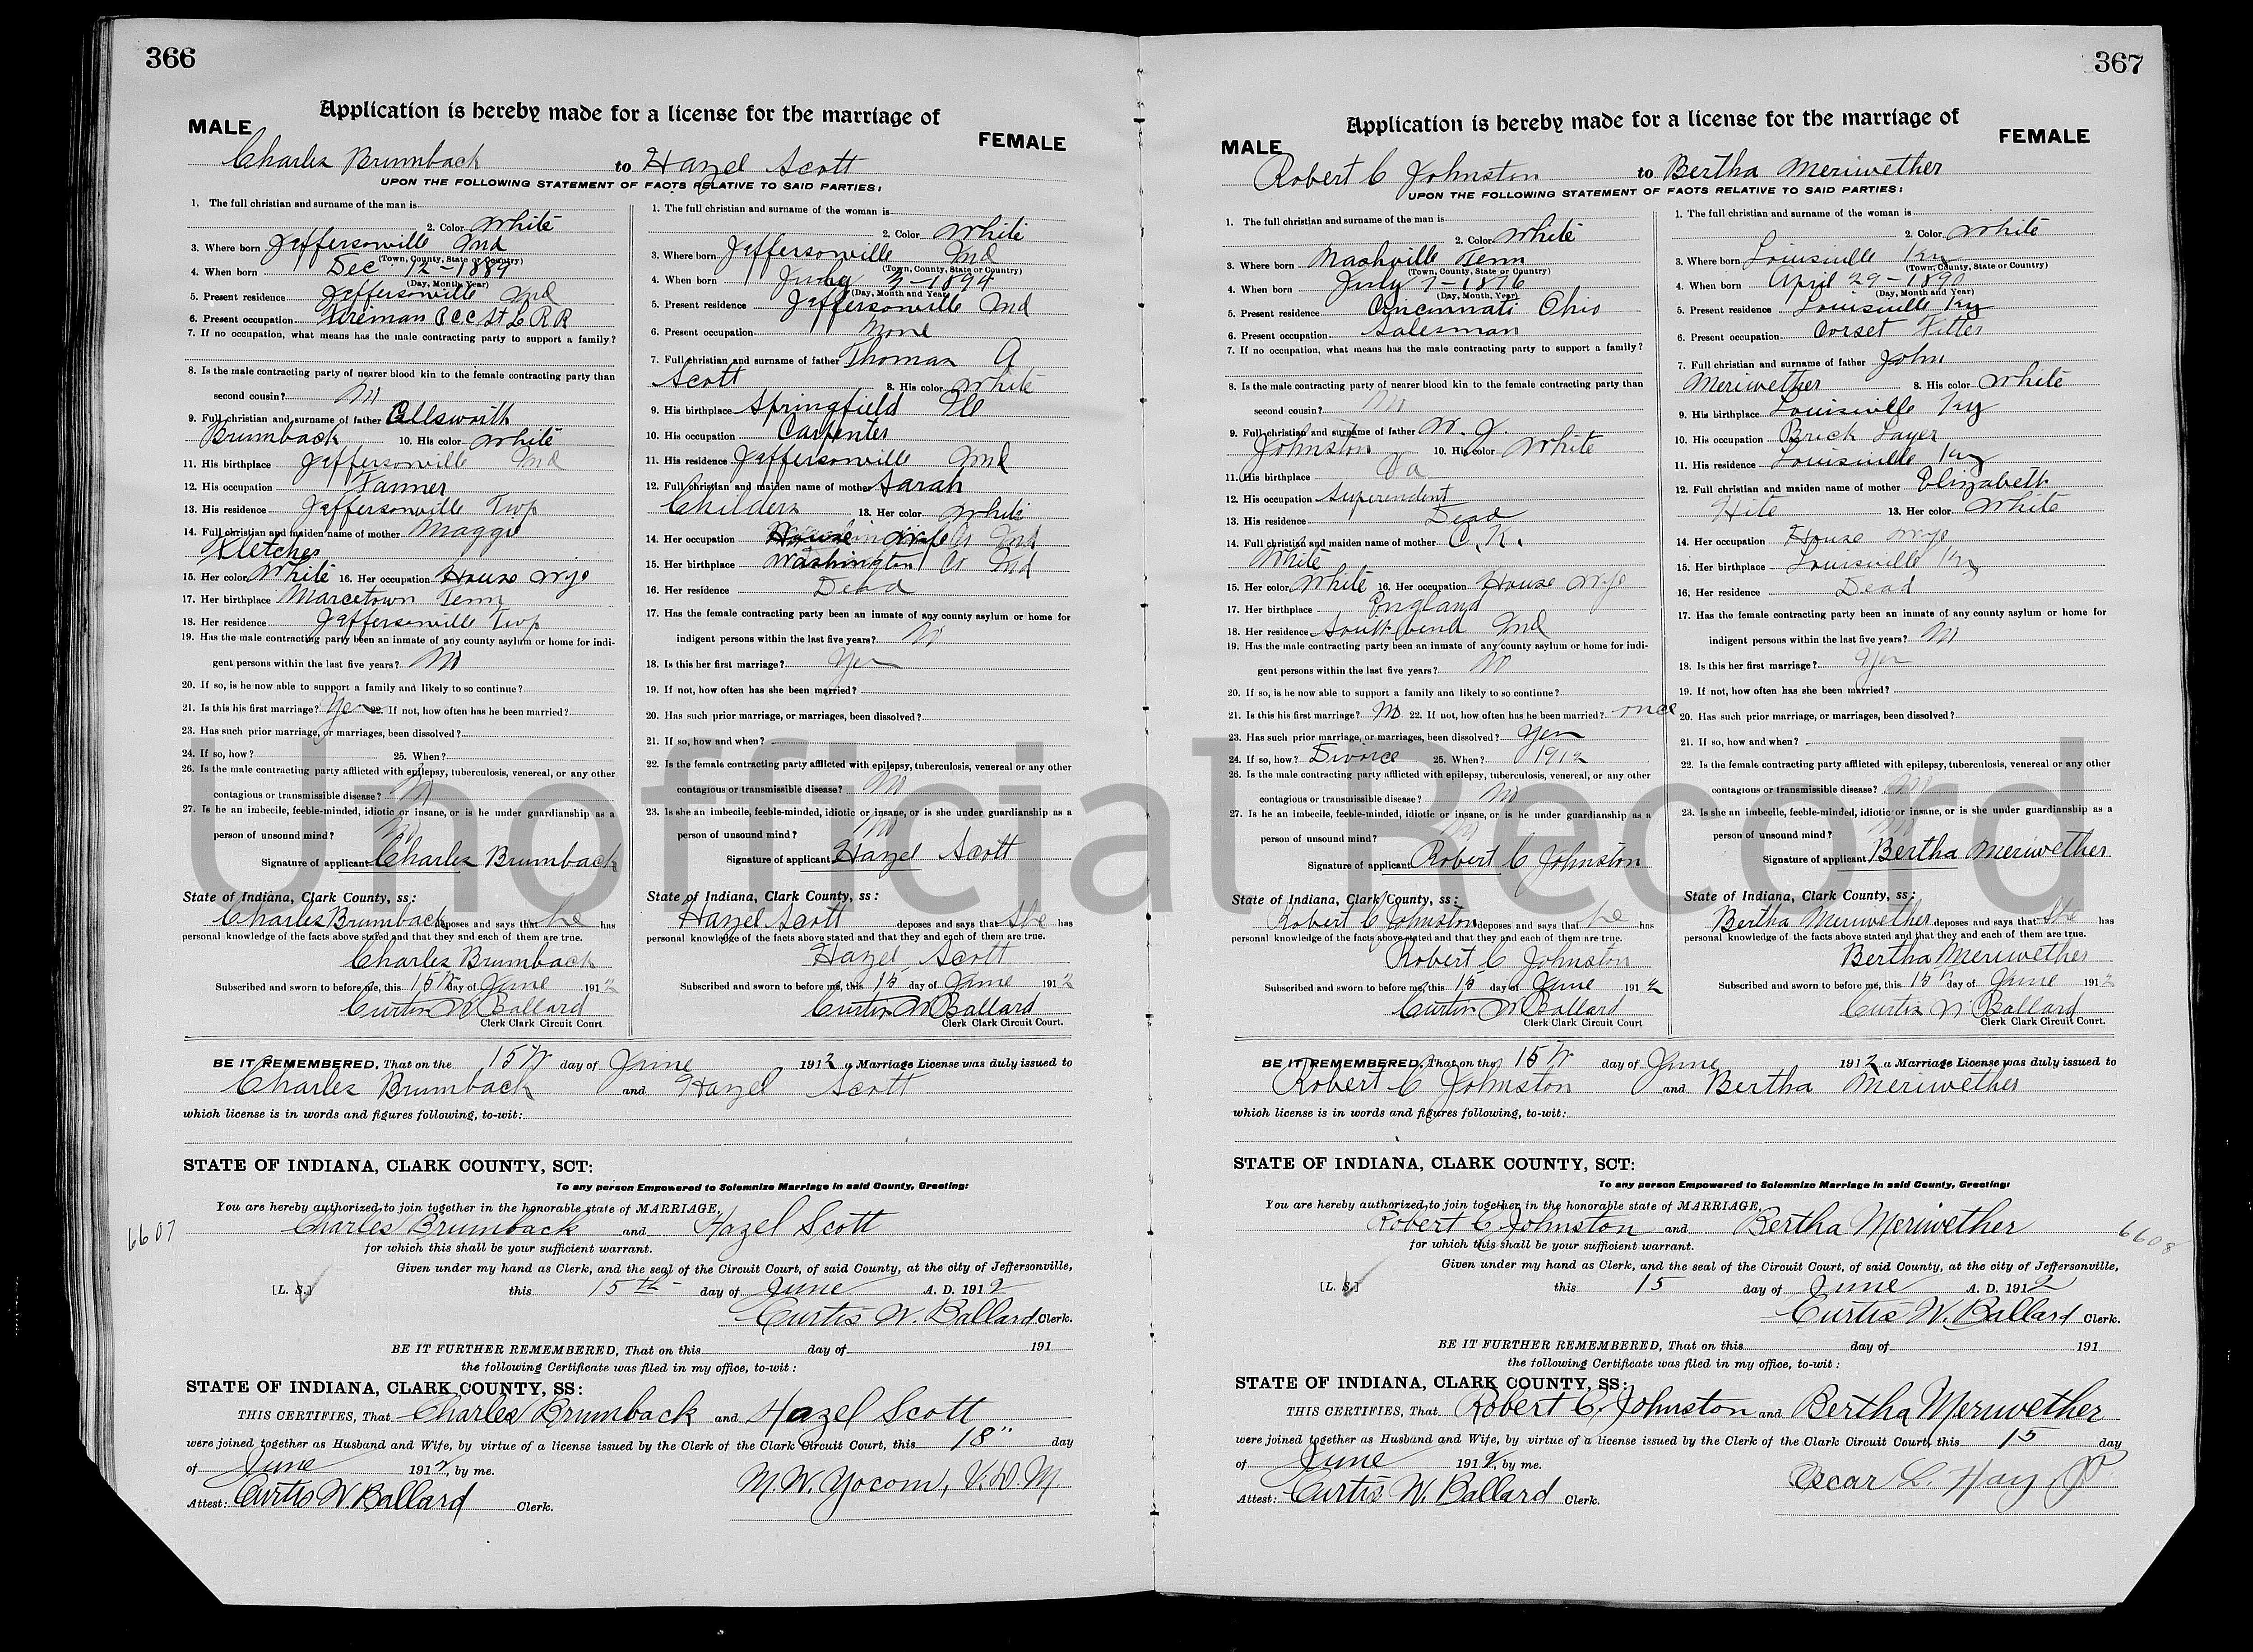 366
Application is hereby made for a license for the marriage of
MALE
FEMALE
Charles Brumback to Hazel Scott
UPON THE FOLLOWING STATEMENT OF FACTS RELATIVE TO SAID PARTIES:
1. The full christian and surname of the man is
2. Color White
3. Where born Jeffersonville Ind
(Town, County, State or Country)
4. When born Dec 12-1889
(Day, Month, Year)
5. Present residence Jeffersonville Ind
6. Present occupation Fireman P C C St L R R
7. If no occupation, what means has the male contracting party to support a family?
8. Is the male contracting party of nearer blood kin to the female contracting party than
second cousin? No
9. Full christian and surname of father Ellsworth
Brumback 10. His color White
11. His birthplace Jeffersonville Ind
12. His occupation Farmer
13. His residence Jeffersonville Twp
14. Full christian and maiden name of mother Maggie
Fletcher
15. Her color White 16. Her occupation House Wife
17. Her birthplace Tenn
18. Her residence Jeffersonville Twp
19. Has the male contracting party been an inmate of any county asylum or home for indi-
gent persons within the last five years? No
20. If so, is he now able to support a family and likely to so continue?
21. Is this his first marriage? Yes 22. If not, how often has he been married?
23. Has such prior marriage, or marriages, been dissolved?
24. If so, how? 25. When?
26. Is the male contracting party afflicted with epilepsy, tuberculosis, venereal, or any other
contagious or transmissible disease? No
27. Is he an imbecile, feeble-minded, idiotic or insane, or is he under guardianship as a
person of unsound mind? No
Signature of applicant Charles Brumback
State of Indiana, Clark County, ss:
Charles Brumback deposes and says that he has
personal knowledge of the facts above stated and that they and each of them are true.
Charles Brumback
Subscribed and sworn to before me, this 15th day of June 1912
Curtis W Ballard
Clerk Clark Circuit Court
1. The full christian and surname of the woman is
2. Color White
3. Where born Jeffersonville Ind
(Town, County, State or Country)
4. When born July 3-1894
(Day, Month and Year)
5. Present residence Jeffersonville Ind
6. Present occupation None
7. Full christian and surname of father Thomas A
Scott 8. His color White
9. His birthplace Springfield Ill
10. His occupation Carpenter
11. His residence Jeffersonville Ind
12. Full christian and maiden name of mother Sarah
Childers 13. Her color White
14. Her occupation House Wife
15. Her birthplace Washington Co Ind
16. Her residence Dead
17. Has the female contracting party been an inmate of any county asylum or home for
indigent persons within the last five years? No
18. Is this her first marriage? Yes
19. If not, how often has she been married?
20. Has such prior marriage, or marriages, been dissolved?
21. If so, how and when?
22. Is the female contracting party afflicted with epilepsy, tuberculosis, venereal or any other
contagious or transmissible disease? No
23. Is she an imbecile, feeble-minded, idiotic or insane, or is she under guardianship as a
person of unsound mind? No
Signature of applicant Hazel Scott
State of Indiana, Clark County, ss:
Hazel Scott deposes and says that she has
personal knowledge of the facts above stated and that they and each of them are true.
Hazel Scott
Subscribed and sworn to before me, this 15 day of June 1912
Curtis W Ballard
Clerk Clark Circuit Court.
BE IT REMEMBERED, That on the 15th day of June 1912 a Marriage License was duly issued to
Charles Brumback and Hazel Scott
which license is in words and figures following, to-wit:
STATE OF INDIANA, CLARK COUNTY, SCT:
To any person Empowered to Solemnize Marriage in said County, Greeting:
You are hereby authorized to join together in the honorable state of MARRIAGE,
6607
Charles Brumback and Hazel Scott
for which this shall be your sufficient warrant.
Given under my hand as Clerk, and the seal of the Circuit Court, of said County, at the city of Jeffersonville,
[L. S.] this 15th day of June A. D. 1912
Curtis W. Ballard Clerk.
BE IT FURTHER REMEMBERED, That on this day of 191
the following Certificate was filed in my office, to-wit:
STATE OF INDIANA, CLARK COUNTY, SS:
THIS CERTIFIES, That Charles Brumback and Hazel Scott
were joined together as Husband and Wife, by virtue of a license issued by the Clerk of the Clark Circuit Court, this 18" day
of June 1912, by me.
M. W. Yocom, V. D. M.
Attest: Curtis W Ballard Clerk.
367
Application is hereby made for a license for the marriage of
MALE
FEMALE
Robert C Johnston to Bertha Meriwether
UPON THE FOLLOWING STATEMENT OF FACTS RELATIVE TO SAID PARTIES:
1. The full christian and surname of the man is
2. Color White
3. Where born Nashville Tenn
(Town, County, State or Country)
4. When born July 7-1876
(Day, Month, Year)
5. Present residence Cincinnati Ohio
6. Present occupation Salesman
7. If no occupation, what means has the male contracting party to support a family?
8. Is the male contracting party of nearer blood kin to the female contracting party than
second cousin? No
9. Full christian and surname of father W. J.
Johnston 10. His color White
11. His birthplace Va
12. His occupation Superendent
13. His residence Dead
14. Full christian and maiden name of mother C. K.
White
15. Her color White 16. Her occupation House Wife
17. Her birthplace England
18. Her residence South bend Ind
19. Has the male contracting party been an inmate of any county asylum or home for indi-
gent persons within the last five years? No
20. If so, is he now able to support a family and likely to so continue?
21. Is this his first marriage? No 22. If not, how often has he been married? once
23. Has such prior marriage, or marriages, been dissolved? Yes
24. If so, how? Divorce 25. When? 1912
26. Is the male contracting party afflicted with epilepsy, tuberculosis, venereal, or any other
contagious or transmissible disease? No
27. Is he an imbecile, feeble-minded, idiotic or insane, or is he under guardianship as a
person of unsound mind? No
Signature of applicant Robert C Johnston
State of Indiana, Clark County, ss:
Robert C Johnston deposes and says that he has
personal knowledge of the facts above stated and that they and each of them are true.
Robert C Johnston
Subscribed and sworn to before me, this 15 day of June 1912
Curtis W Ballard
Clerk Clark Circuit Court
1. The full christian and surname of the woman is
2. Color White
3. Where born Louisville Ky
(Town, County, State or Country)
4. When born April 29-1890
(Day, Month and Year)
5. Present residence Louisville Ky
6. Present occupation Corset Fitter
7. Full christian and surname of father John
Meriwether 8. His color White
9. His birthplace Louisville Ky
10. His occupation Brick Layer
11. His residence Louisville Ky
12. Full christian and maiden name of mother Elizabeth
Hite 13. Her color White
14. Her occupation House Wife
15. Her birthplace Louisville Ky
16. Her residence Dead
17. Has the female contracting party been an inmate of any county asylum or home for
indigent persons within the last five years? No
18. Is this her first marriage? Yes
19. If not, how often has she been married?
20. Has such prior marriage, or marriages, been dissolved?
21. If so, how and when?
22. Is the female contracting party afflicted with epilepsy, tuberculosis, venereal or any other
contagious or transmissible disease? No
23. Is she an imbecile, feeble-minded, idiotic or insane, or is she under guardianship as a
person of unsound mind? No
Signature of applicant Bertha Meriwether
State of Indiana, Clark County, ss:
Bertha Meriwether deposes and says that She has
personal knowledge of the facts above stated and that they and each of them are true.
Bertha Meriwether
Subscribed and sworn to before me, this 15th day of June 1912
Curtis W Ballard
Clerk Clark Circuit Court.
BE IT REMEMBERED, That on the 15th day of June 1912 a Marriage License was duly issued to
Robert C Johnston and Bertha Meriwether
which license is in words and figures following, to-wit:
STATE OF INDIANA, CLARK COUNTY, SCT:
To any person Empowered to Solemnize Marriage in said County, Greeting:
You are hereby authorized to join together in the honorable state of MARRIAGE,
Robert C Johnston and Bertha Meriwether
6608
for which this shall be your sufficient warrant.
Given under my hand as Clerk, and the seal of the Circuit Court, of said County, at the city of Jeffersonville,
[L. S.] this 15 day of June A. D. 1912
Curtis W. Ballard Clerk.
BE IT FURTHER REMEMBERED, That on this day of 191
the following Certificate was filed in my office, to-wit:
STATE OF INDIANA, CLARK COUNTY, SS:
THIS CERTIFIES, That Robert C. Johnston and Bertha Meriwether
were joined together as Husband and Wife, by virtue of a license issued by the Clerk of the Clark Circuit Court, this 15 day
of June 1912, by me.
Oscar L. Hay JP
Attest: Curtis W. Ballard Clerk.
Unofficial Record